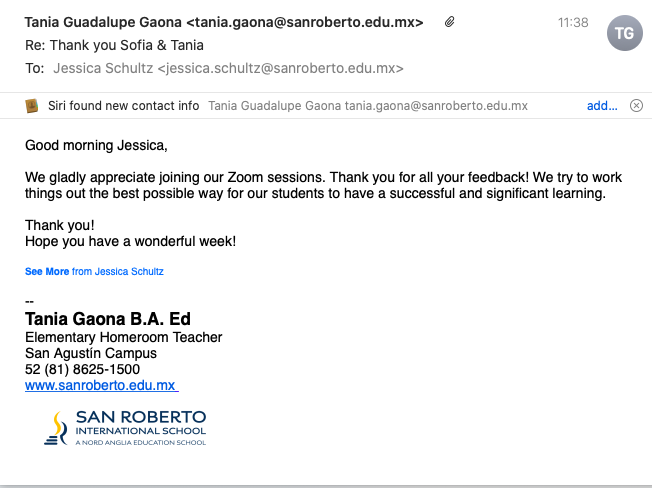 Tania Guadalupe Gaona <tania.gaona@sanroberto.edu.mx>
11:38
TG
Re: Thank you Sofia & Tania
To: Jessica Schultz <jessica.schultz@sanroberto.edu.mx>
Siri found new contact info Tania Guadalupe Gaona tania.gaona@sanroberto.edu.mx add...
Good morning Jessica,
We gladly appreciate joining our Zoom sessions. Thank you for all your feedback! We try to work
things out the best possible way for our students to have a successful and significant learning.
Thank you!
Hope you have a wonderful week!
See More from Jessica Schultz
--
Tania Gaona B.A. Ed
Elementary Homeroom Teacher
San Agustín Campus
52 (81) 8625-1500
www.sanroberto.edu.mx
SAN ROBERTO
INTERNATIONAL SCHOOL
A NORD ANGLIA EDUCATION SCHOOL